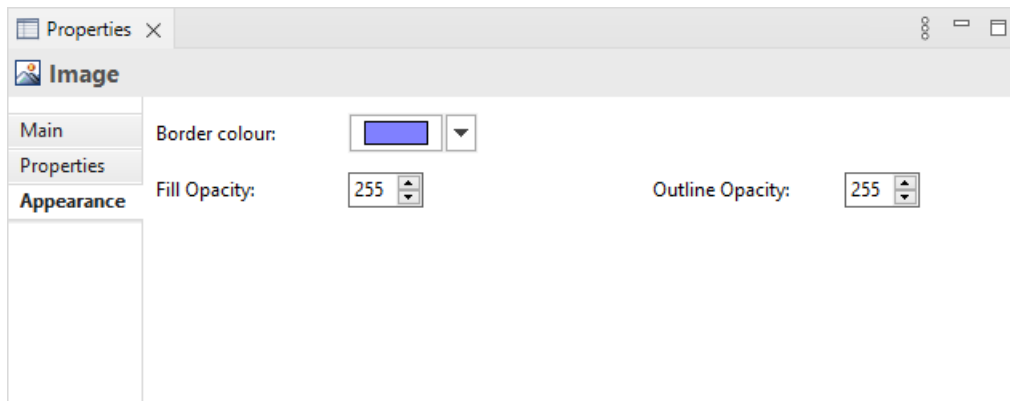 Properties
Image
Main
Properties
Appearance
Border colour:
Fill Opacity: 255 Outline Opacity: 255